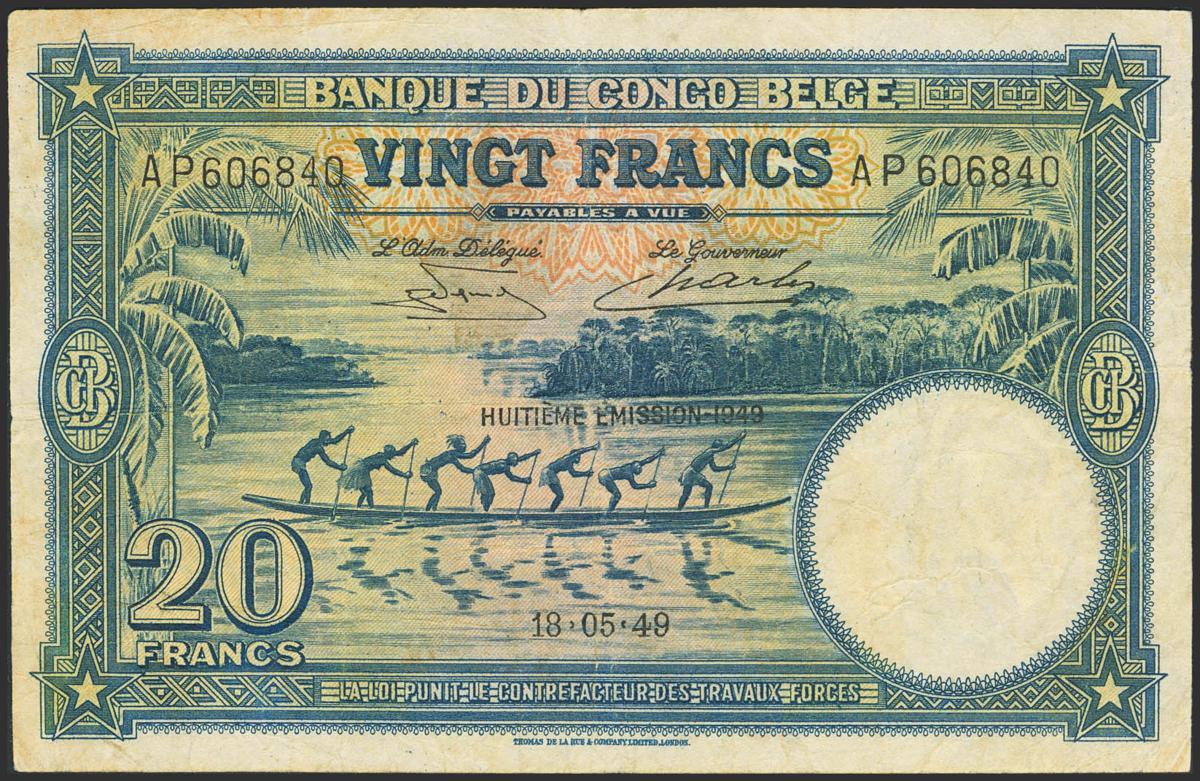 BANQUE DU CONGO BELGE
AP606840 VINGT FRANCS AP606840
PAYABLES A VUE
L'Adm. Délégué. Le Gouverneur
HUITIÈME EMISSION-1949
20
FRANCS
18·05·49
LA LOI PUNIT LE CONTREFACTEUR DES TRAVAUX FORCES
THOMAS DE LA RUE & COMPANY LIMITED, LONDON.